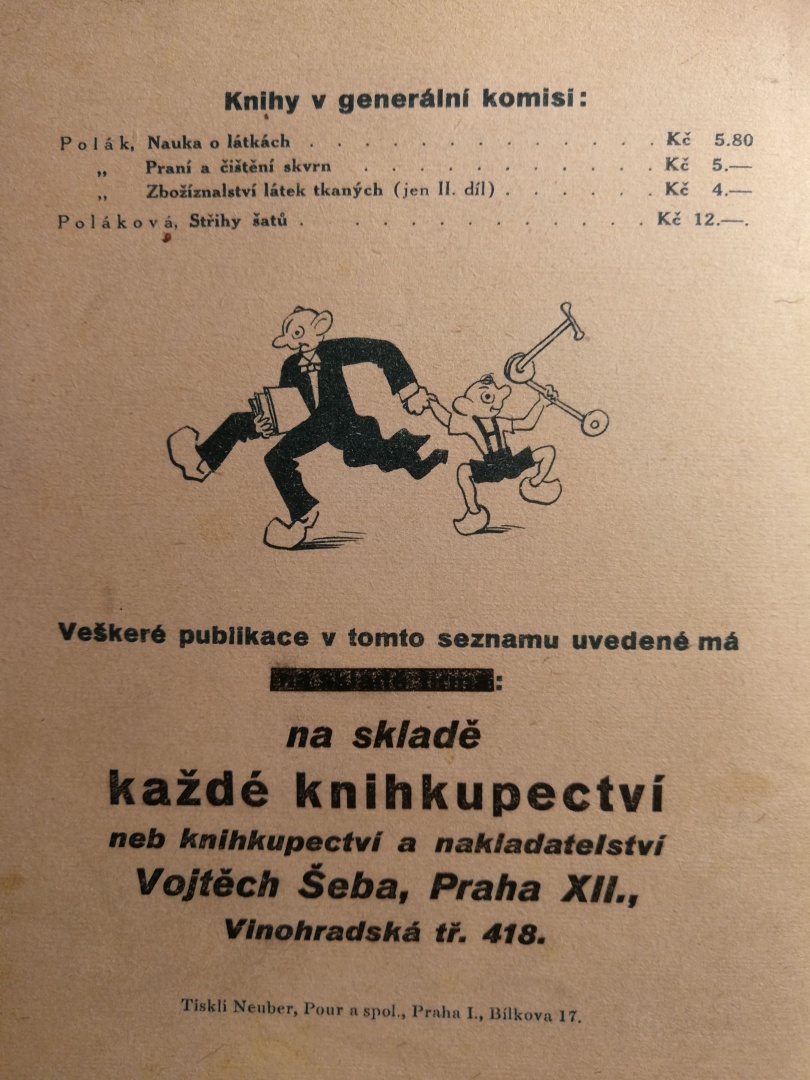 Knihy v generální komisi:
Polák, Nauka o látkách . . . . . . . . . . . . . Kč 5.80
„ Praní a čištění skvrn . . . . . . . . . . . Kč 5.—
„ Zbožíznalství látek tkaných (jen II. díl) . . . . . . Kč 4.—
Poláková, Střihy šatů . . . . . . . . . . . . Kč 12.—.
Veškeré publikace v tomto seznamu uvedené má
:
na skladě
každé knihkupectví
neb knihkupectví a nakladatelství
Vojtěch Šeba, Praha XII.,
Vinohradská tř. 418.
Tiskli Neuber, Pour a spol., Praha I., Bílkova 17.